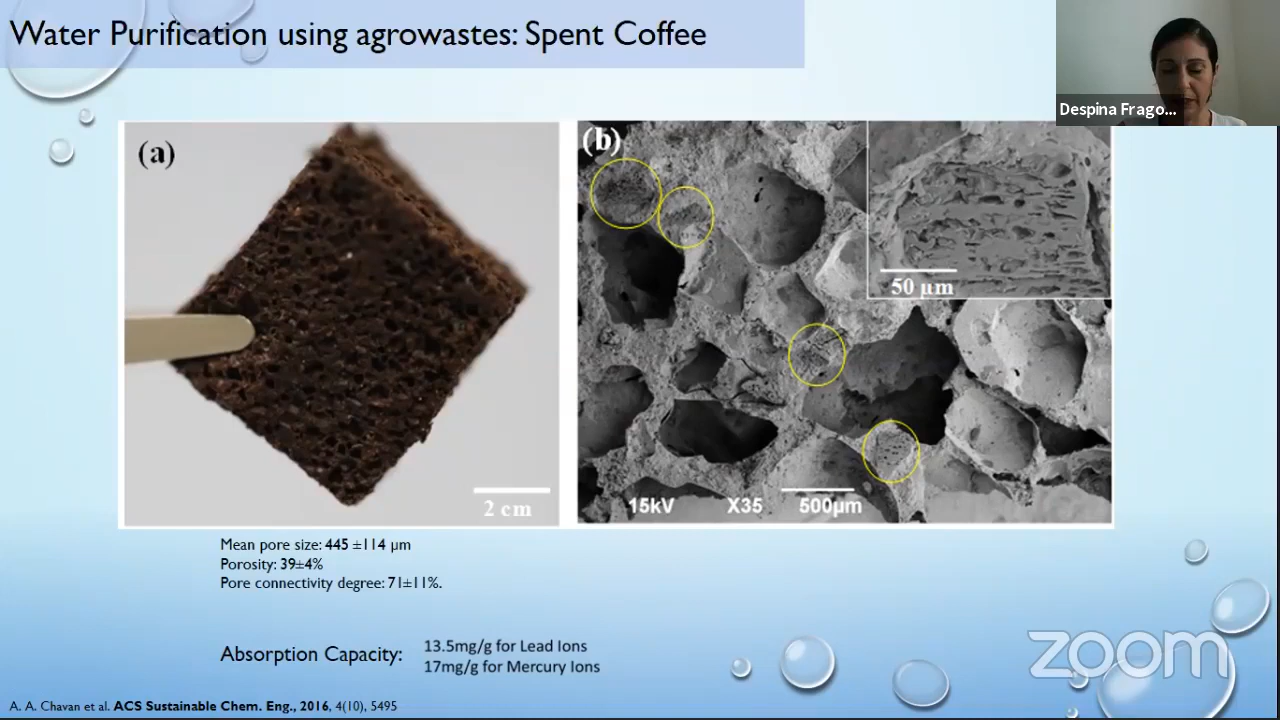 Water Purification using agrowastes: Spent Coffee
Despina Frago...
(a)
2 cm
(b)
50 µm
15kV X35 500µm
Mean pore size: 445 ±114 µm
Porosity: 39±4%
Pore connectivity degree: 71±11%.
Absorption Capacity: 13.5mg/g for Lead Ions
17mg/g for Mercury Ions
zoom
A. A. Chavan et al. ACS Sustainable Chem. Eng., 2016, 4(10), 5495